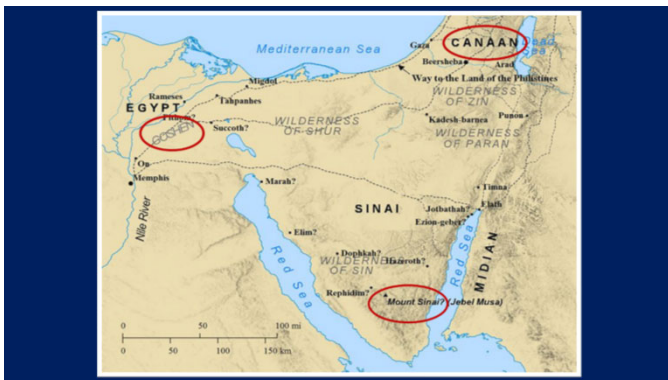 Mediterranean Sea
Gaza
CANAAN
Dead
Sea
Beersheba
Arad
Way to the Land of the Philistines
Migdol
WILDERNESS
OF ZIN
Rameses
Tahpanhes
EGYPT
Pithom?
GOSHEN
Succoth?
WILDERNESS
OF SHUR
Kadesh-barnea
Punon
WILDERNESS
OF PARAN
On
Memphis
Marah?
Timna
SINAI
Jotbathah?
Elath
Ezion-geber?
Nile River
Elim?
Red Sea
Dophkah?
WILDERNESS
OF SIN
Hazeroth?
Red Sea
MIDIAN
Rephidim?
Mount Sinai? (Jebel Musa)
0 50 100 mi
0 50 100 150 km